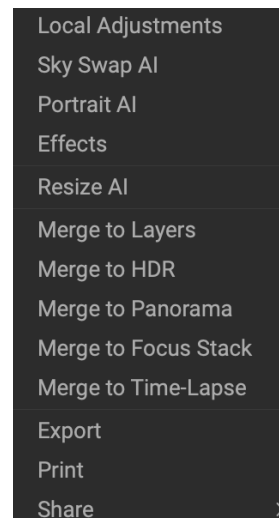 Local Adjustments
Sky Swap AI
Portrait AI
Effects
Resize AI
Merge to Layers
Merge to HDR
Merge to Panorama
Merge to Focus Stack
Merge to Time-Lapse
Export
Print
Share